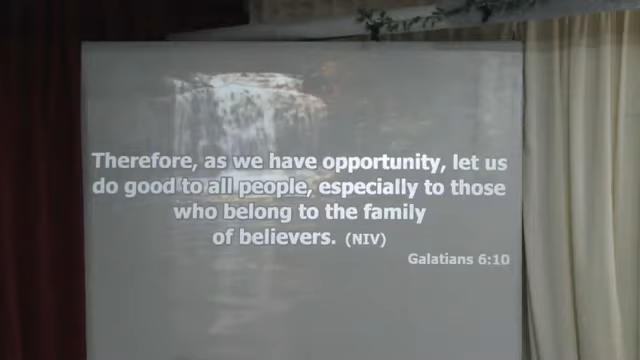 Therefore, as we have opportunity, let us
do good to all people, especially to those
who belong to the family
of believers. (NIV)
Galatians 6:10